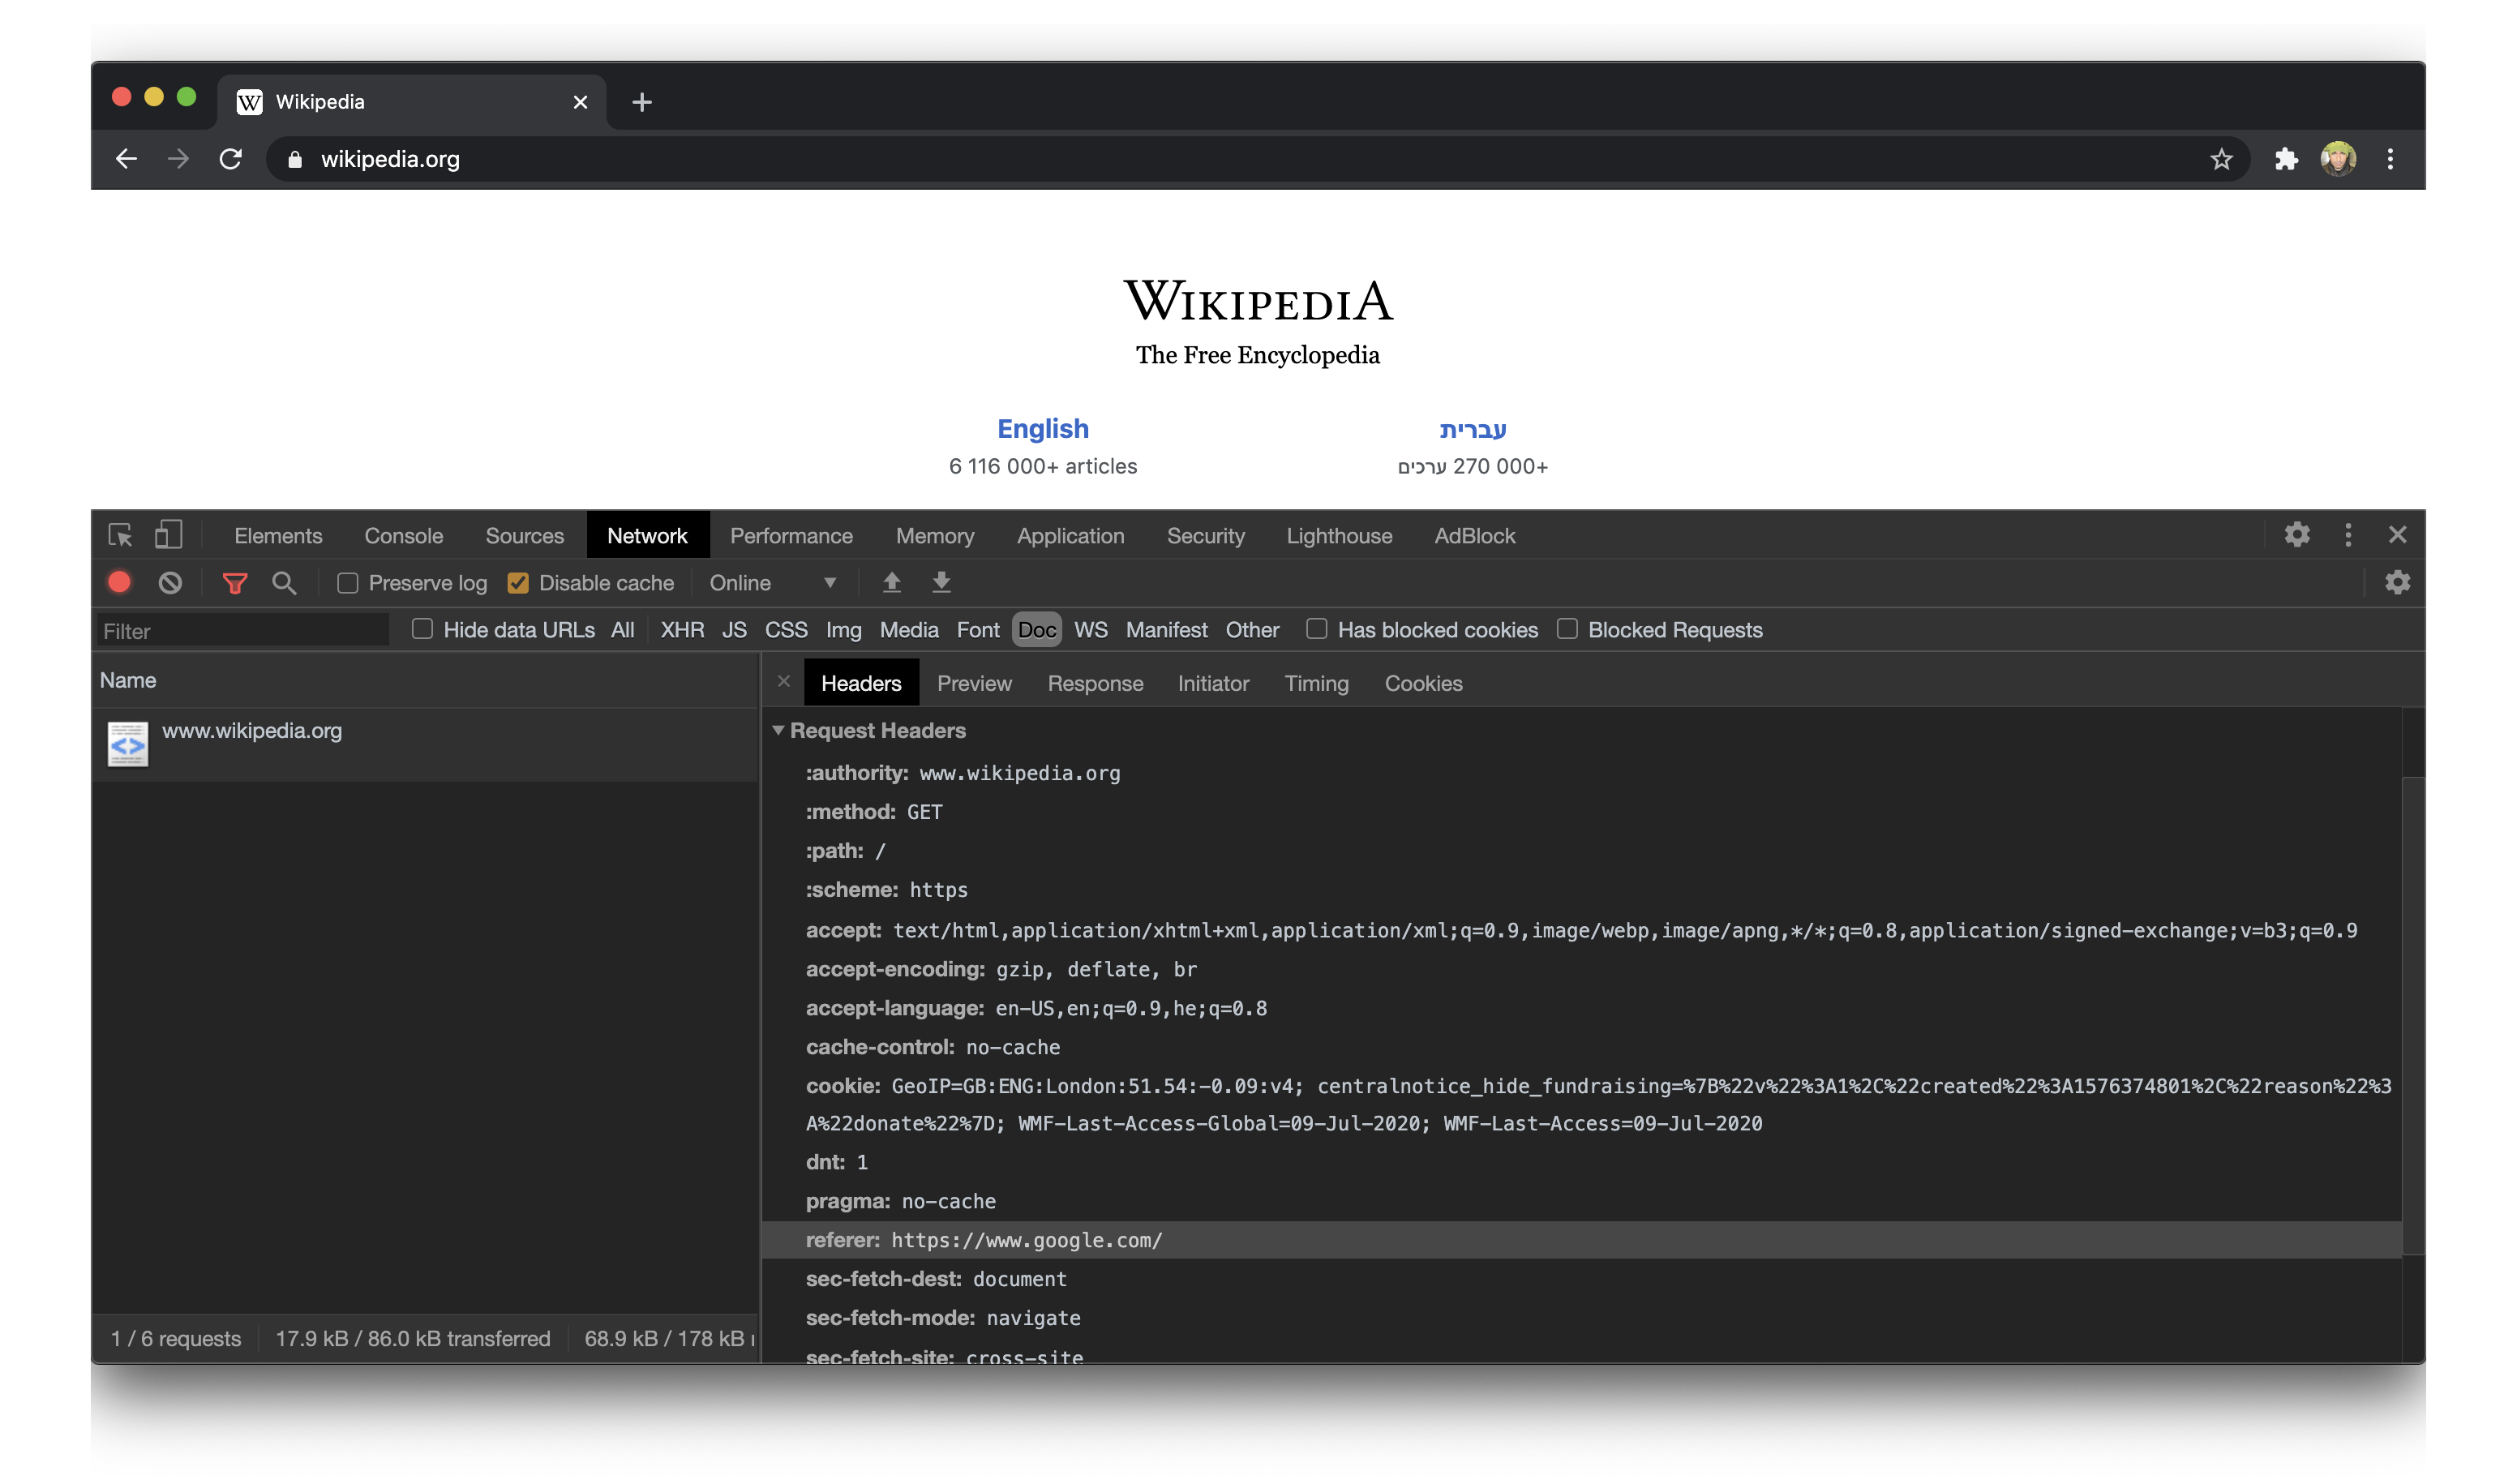 Wikipedia
wikipedia.org
WIKIPEDIA
The Free Encyclopedia
English
עברית
6 116 000+ articles
270 000+ ערכים
Elements Console Sources Network Performance Memory Application Security Lighthouse AdBlock
Preserve log Disable cache Online
Filter Hide data URLs All XHR JS CSS Img Media Font Doc WS Manifest Other Has blocked cookies Blocked Requests
Name
Headers Preview Response Initiator Timing Cookies
www.wikipedia.org
Request Headers
:authority: www.wikipedia.org
:method: GET
:path: /
:scheme: https
accept: text/html,application/xhtml+xml,application/xml;q=0.9,image/webp,image/apng,*/*;q=0.8,application/signed-exchange;v=b3;q=0.9
accept-encoding: gzip, deflate, br
accept-language: en-US,en;q=0.9,he;q=0.8
cache-control: no-cache
cookie: GeoIP=GB:ENG:London:51.54:-0.09:v4; centralnotice_hide_fundraising=%7B%22v%22%3A1%2C%22created%22%3A1576374801%2C%22reason%22%3
A%22donate%22%7D; WMF-Last-Access-Global=09-Jul-2020; WMF-Last-Access=09-Jul-2020
dnt: 1
pragma: no-cache
referer: https://www.google.com/
sec-fetch-dest: document
sec-fetch-mode: navigate
sec-fetch-site: cross-site
1 / 6 requests 17.9 kB / 86.0 kB transferred 68.9 kB / 178 kB